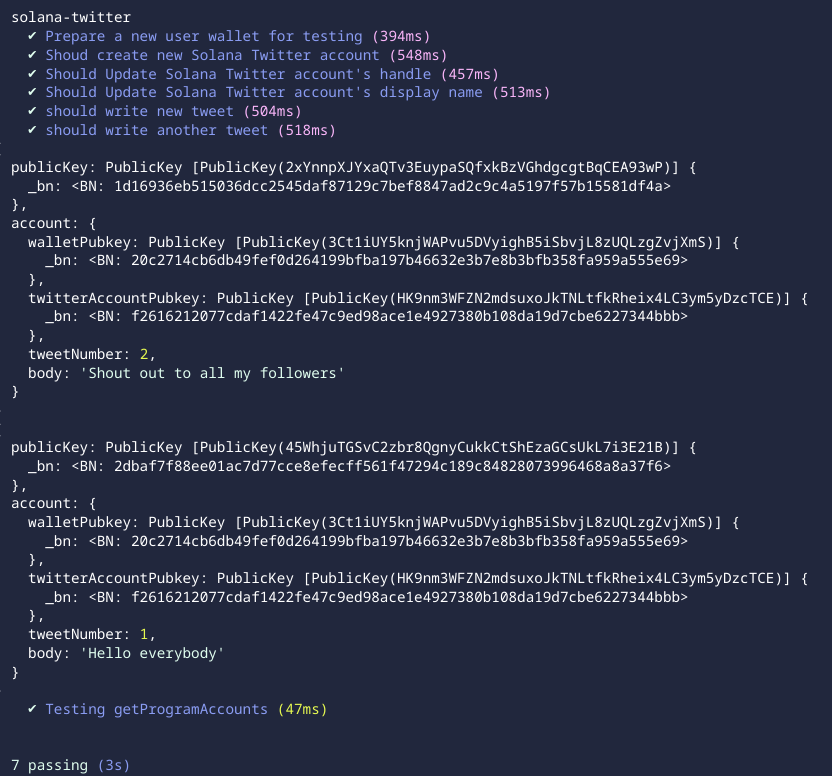 solana-twitter
✔ Prepare a new user wallet for testing (394ms)
✔ Shoud create new Solana Twitter account (548ms)
✔ Should Update Solana Twitter account's handle (457ms)
✔ Should Update Solana Twitter account's display name (513ms)
✔ should write new tweet (504ms)
✔ should write another tweet (518ms)
publicKey: PublicKey [PublicKey(2xYnnpXJYxaQTv3EuypaSQfxkBzVGhdgcgtBqCEA93wP)] {
_bn: <BN: 1d16936eb515036dcc2545daf87129c7bef8847ad2c9c4a5197f57b15581df4a>
},
account: {
walletPubkey: PublicKey [PublicKey(3Ct1iUY5knjWAPvu5DVyighB5iSbvjL8zUQLzgZvjXmS)] {
_bn: <BN: 20c2714cb6db49fef0d264199bfba197b46632e3b7e8b3bfb358fa959a555e69>
},
twitterAccountPubkey: PublicKey [PublicKey(HK9nm3WFZN2mdsuxoJkTNLtfkRheix4LC3ym5yDzcTCE)] {
_bn: <BN: f2616212077cdaf1422fe47c9ed98ace1e4927380b108da19d7cbe6227344bbb>
},
tweetNumber: 2,
body: 'Shout out to all my followers'
}
publicKey: PublicKey [PublicKey(45WhjuTGSvC2zbr8QgnyCukkCtShEzaGCsUkL7i3E21B)] {
_bn: <BN: 2dbaf7f88ee01ac7d77cce8efecff561f47294c189c84828073996468a8a37f6>
},
account: {
walletPubkey: PublicKey [PublicKey(3Ct1iUY5knjWAPvu5DVyighB5iSbvjL8zUQLzgZvjXmS)] {
_bn: <BN: 20c2714cb6db49fef0d264199bfba197b46632e3b7e8b3bfb358fa959a555e69>
},
twitterAccountPubkey: PublicKey [PublicKey(HK9nm3WFZN2mdsuxoJkTNLtfkRheix4LC3ym5yDzcTCE)] {
_bn: <BN: f2616212077cdaf1422fe47c9ed98ace1e4927380b108da19d7cbe6227344bbb>
},
tweetNumber: 1,
body: 'Hello everybody'
}
✔ Testing getProgramAccounts (47ms)
7 passing (3s)